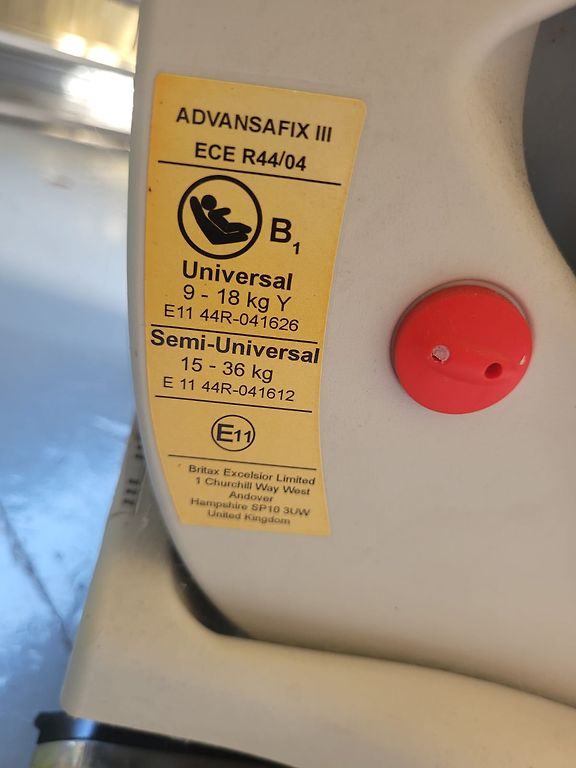 ADVANSAFIX III
ECE R44/04
B1
Universal
9 - 18 kg Y
E11 44R-041626
Semi-Universal
15 - 36 kg
E 11 44R-041612
E11
Britax Excelsior Limited
1 Churchill Way West
Andover
Hampshire SP10 3UW
United Kingdom